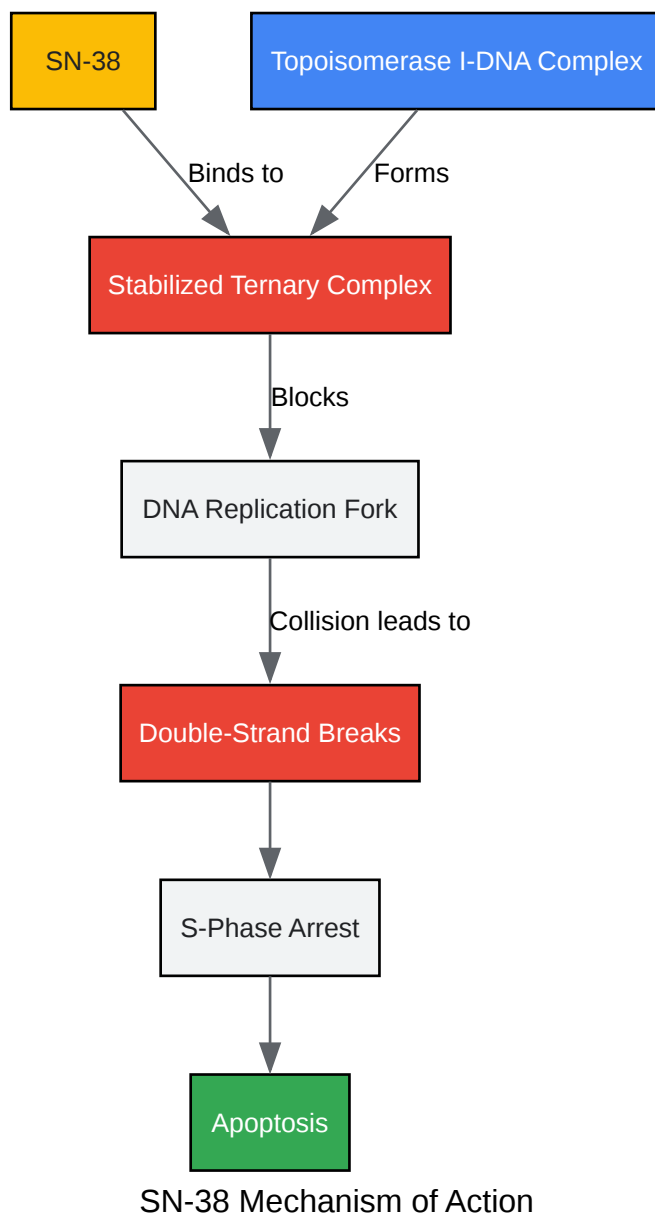 SN-38
Topoisomerase I-DNA Complex
Binds to
Forms
Stabilized Ternary Complex
Blocks
DNA Replication Fork
Collision leads to
Double-Strand Breaks
S-Phase Arrest
Apoptosis
SN-38 Mechanism of Action